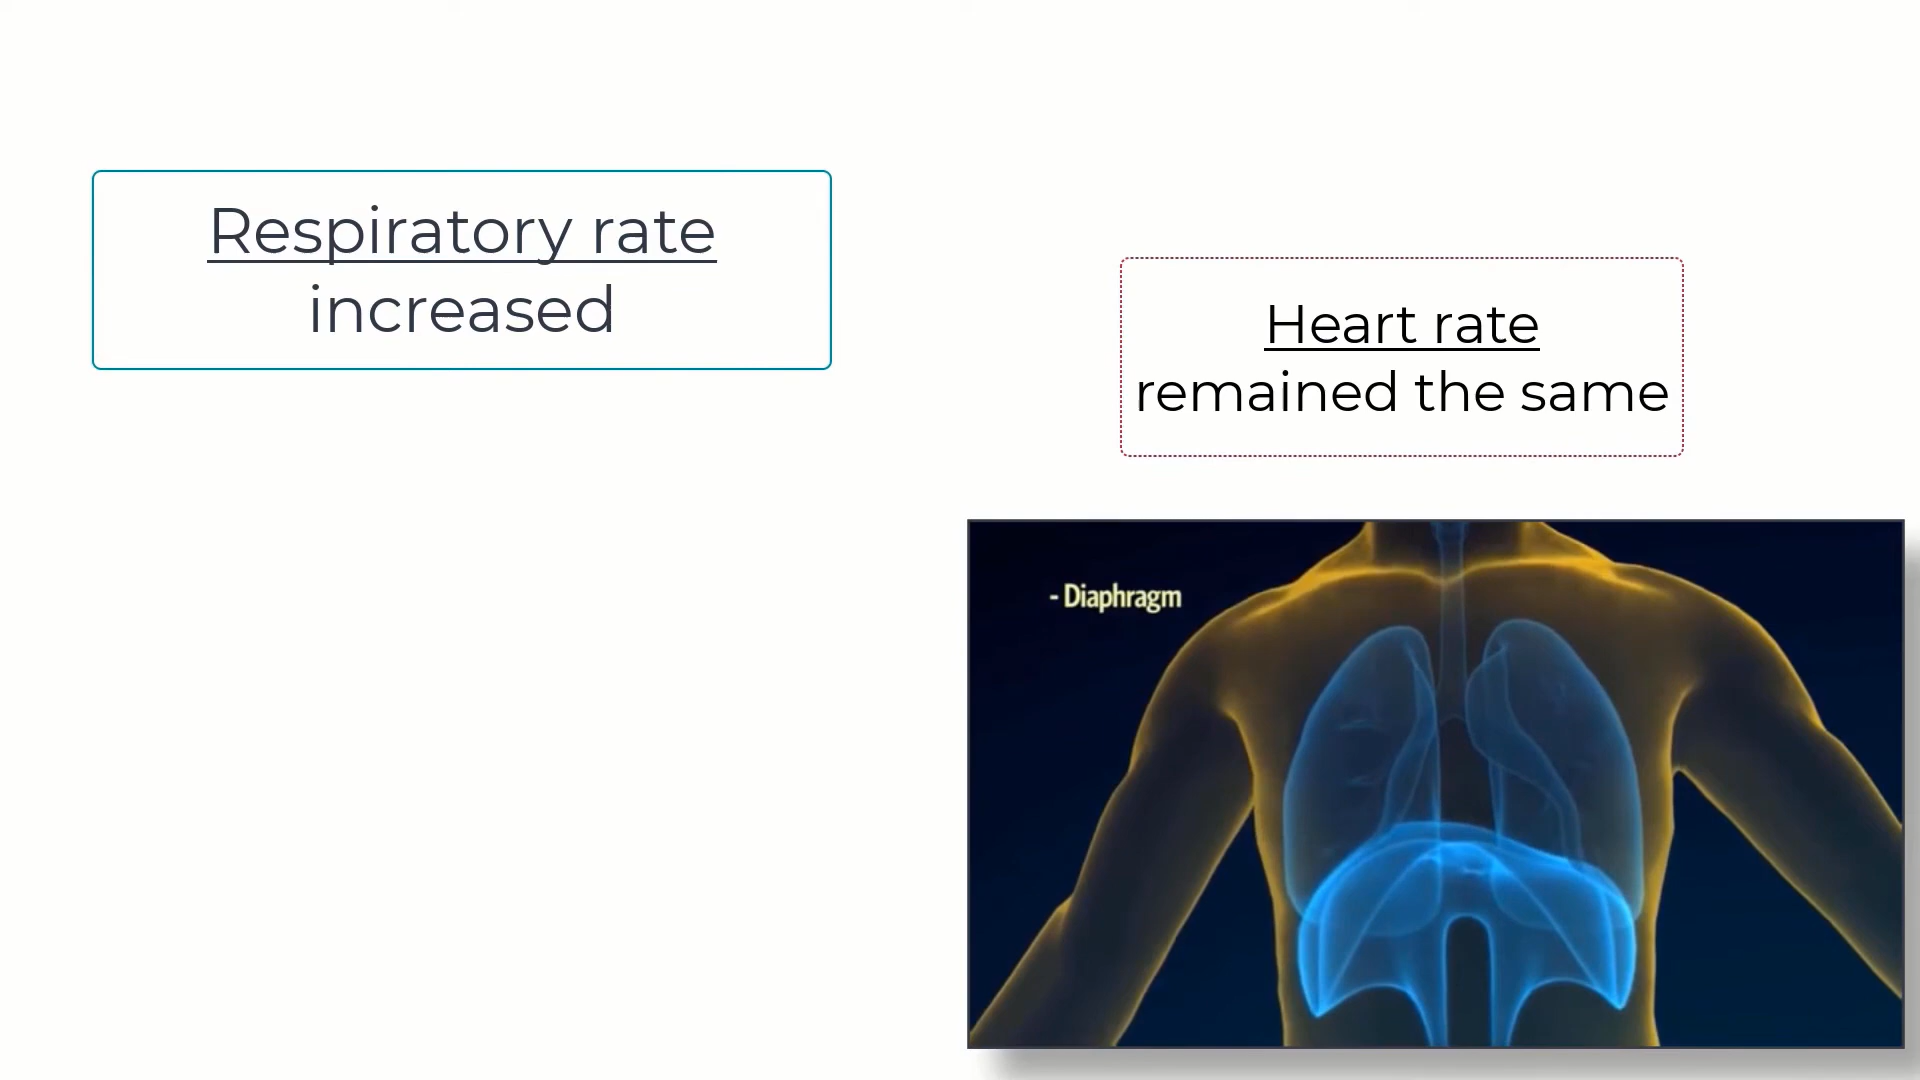 Respiratory rate
increased
Heart rate
remained the same
- Diaphragm